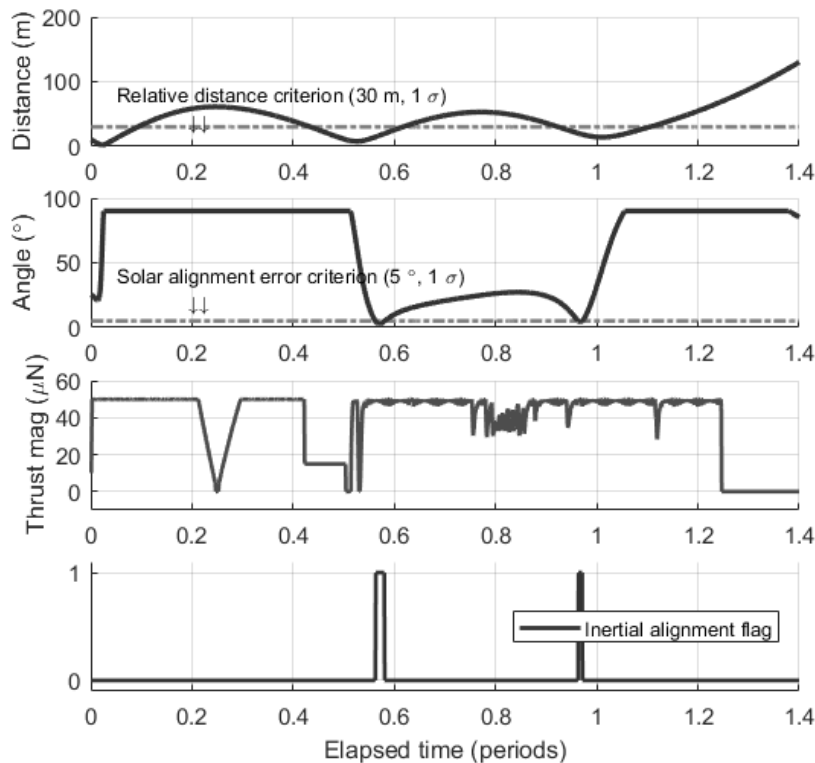 200
100
0
Distance (m)
Relative distance criterion (30 m, 1 σ)
↓↓
0 0.2 0.4 0.6 0.8 1 1.2 1.4
100
50
0
Angle (°)
Solar alignment error criterion (5 °, 1 σ)
↓↓
0 0.2 0.4 0.6 0.8 1 1.2 1.4
60
40
20
0
Thrust mag (μN)
0 0.2 0.4 0.6 0.8 1 1.2 1.4
1
0
Inertial alignment flag
0 0.2 0.4 0.6 0.8 1 1.2 1.4
Elapsed time (periods)